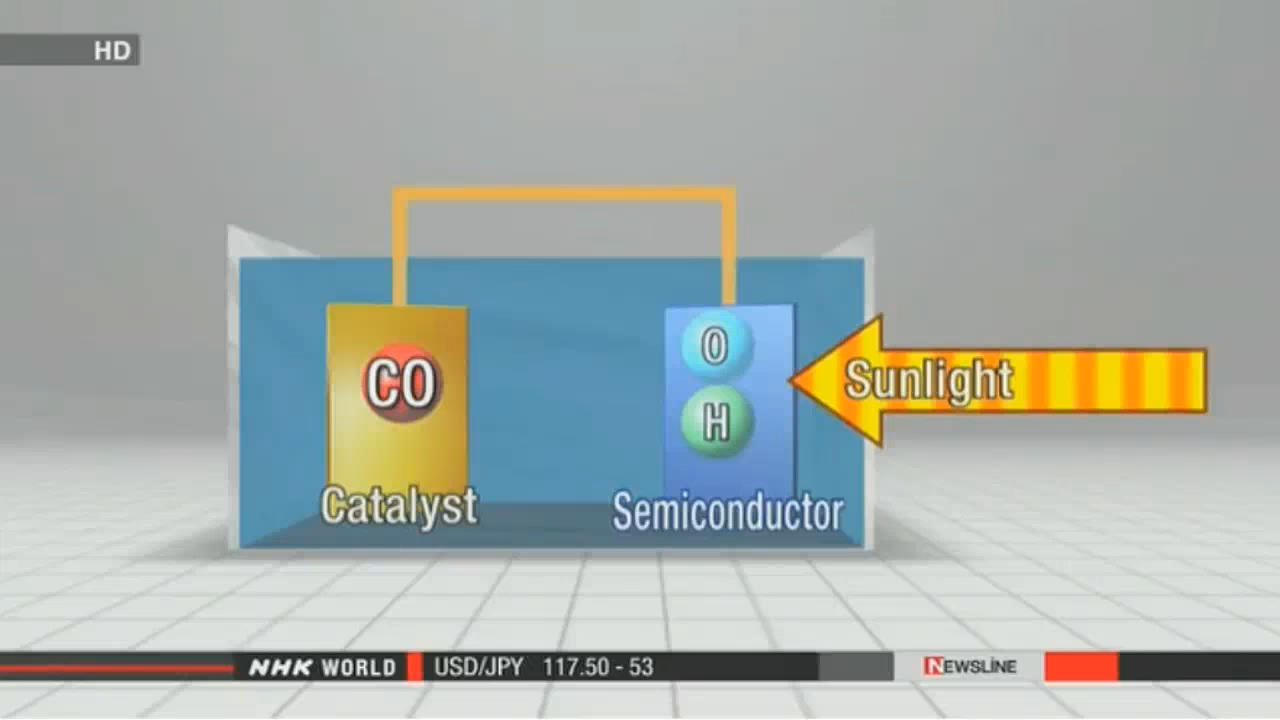 HD
CO
O
H
Sunlight
Catalyst
Semiconductor
NHK WORLD USD/JPY 117.50 - 53 NEWSLINE